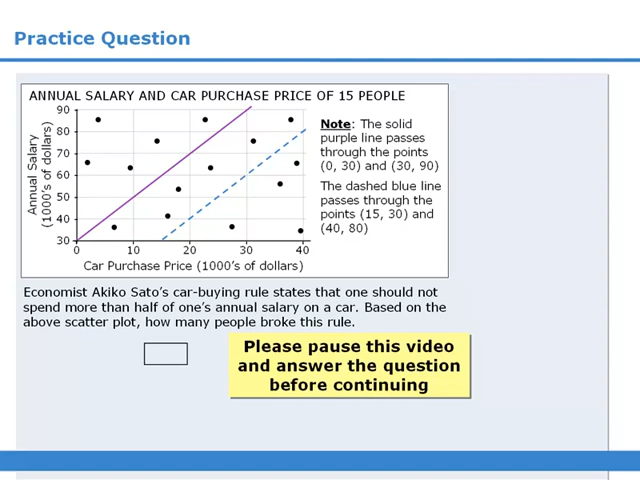 Practice Question
ANNUAL SALARY AND CAR PURCHASE PRICE OF 15 PEOPLE
Annual Salary
(1000's of dollars)
90
80
70
60
50
40
30
0
10
20
30
40
Car Purchase Price (1000's of dollars)
Note: The solid
purple line passes
through the points
(0, 30) and (30, 90)
The dashed blue line
passes through the
points (15, 30) and
(40, 80)
Economist Akiko Sato's car-buying rule states that one should not
spend more than half of one's annual salary on a car. Based on the
above scatter plot, how many people broke this rule.
Please pause this video
and answer the question
before continuing